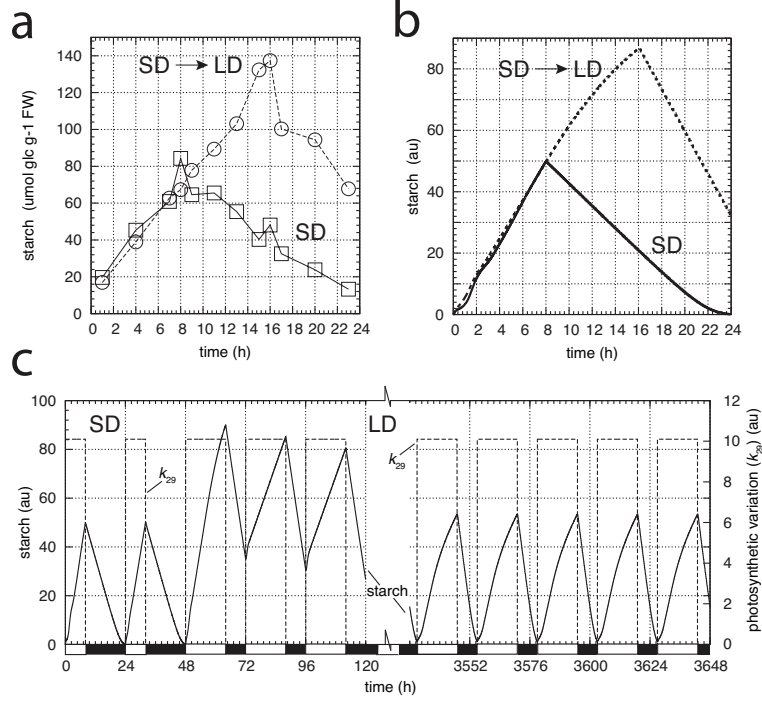 a
b
SD → LD
SD → LD
140
120
100
80
60
40
20
0
starch (umol glc g-1 FW)
SD
0 2 4 6 8 10 12 14 16 18 20 22 24
time (h)
80
60
40
20
0
starch (au)
SD
0 2 4 6 8 10 12 14 16 18 20 22 24
time (h)
c
100
80
60
40
20
0
starch (au)
SD
LD
k29
k29
starch
12
10
8
6
4
2
0
photosynthetic variation (k29) (au)
0 24 48 72 96 120 3552 3576 3600 3624 3648
time (h)